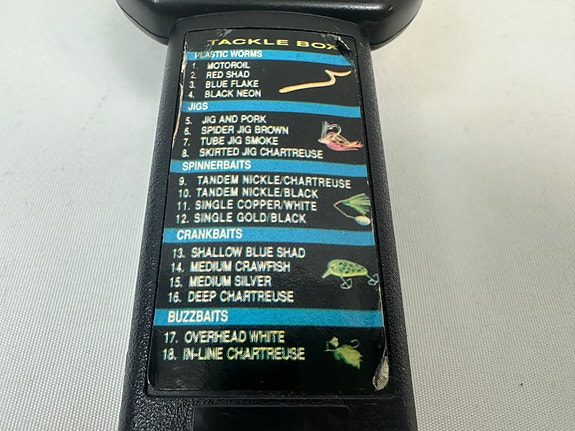 TACKLE BOX
PLASTIC WORMS
1. MOTOROIL
2. RED SHAD
3. BLUE FLAKE
4. BLACK NEON
JIGS
5. JIG AND PORK
6. SPIDER JIG BROWN
7. TUBE JIG SMOKE
8. SKIRTED JIG CHARTREUSE
SPINNERBAITS
9. TANDEM NICKLE/CHARTREUSE
10. TANDEM NICKLE/BLACK
11. SINGLE COPPER/WHITE
12. SINGLE GOLD/BLACK
CRANKBAITS
13. SHALLOW BLUE SHAD
14. MEDIUM CRAWFISH
15. MEDIUM SILVER
16. DEEP CHARTREUSE
BUZZBAITS
17. OVERHEAD WHITE
18. IN-LINE CHARTREUSE